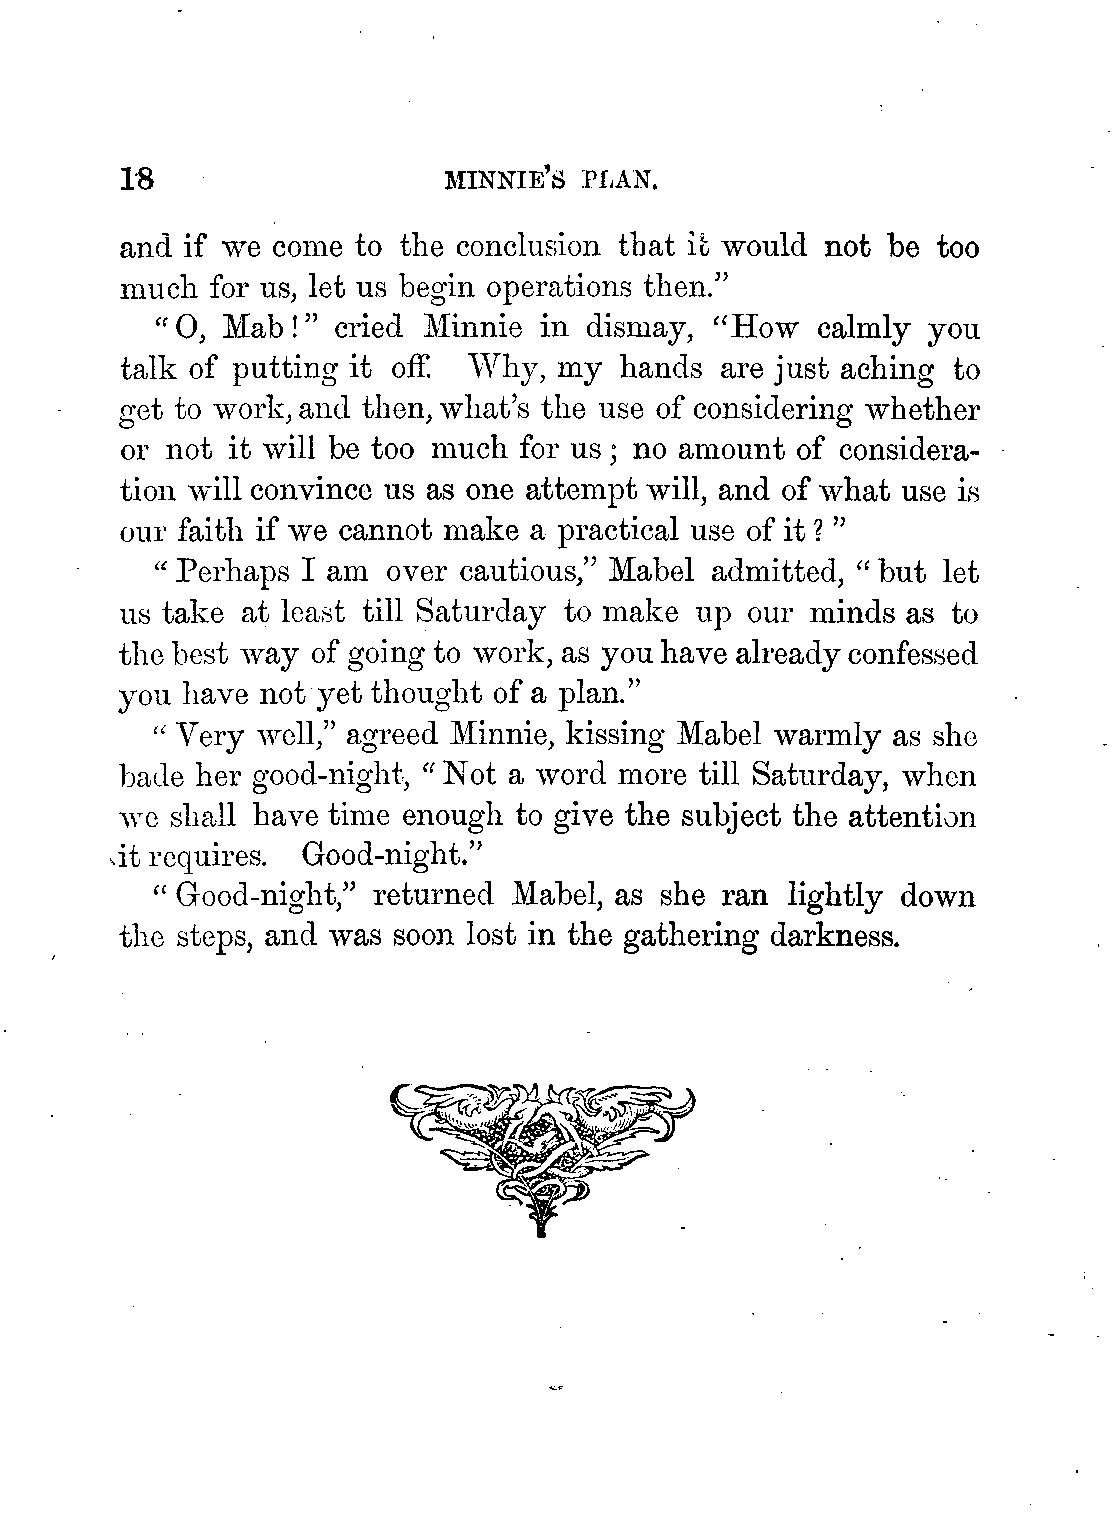 18 MINNIE'S PLAN.
and if we come to the conclusion that it would not be too
much for us, let us begin operations then."
"O, Mab!" cried Minnie in dismay, "How calmly you
talk of putting it off. Why, my hands are just aching to
get to work, and then, what's the use of considering whether
or not it will be too much for us; no amount of considera-
tion will convince us as one attempt will, and of what use is
our faith if we cannot make a practical use of it?"
"Perhaps I am over cautious," Mabel admitted, "but let
us take at least till Saturday to make up our minds as to
the best way of going to work, as you have already confessed
you have not yet thought of a plan."
"Very well," agreed Minnie, kissing Mabel warmly as she
bade her good-night, "Not a word more till Saturday, when
we shall have time enough to give the subject the attention
it requires. Good-night."
"Good-night," returned Mabel, as she ran lightly down
the steps, and was soon lost in the gathering darkness.